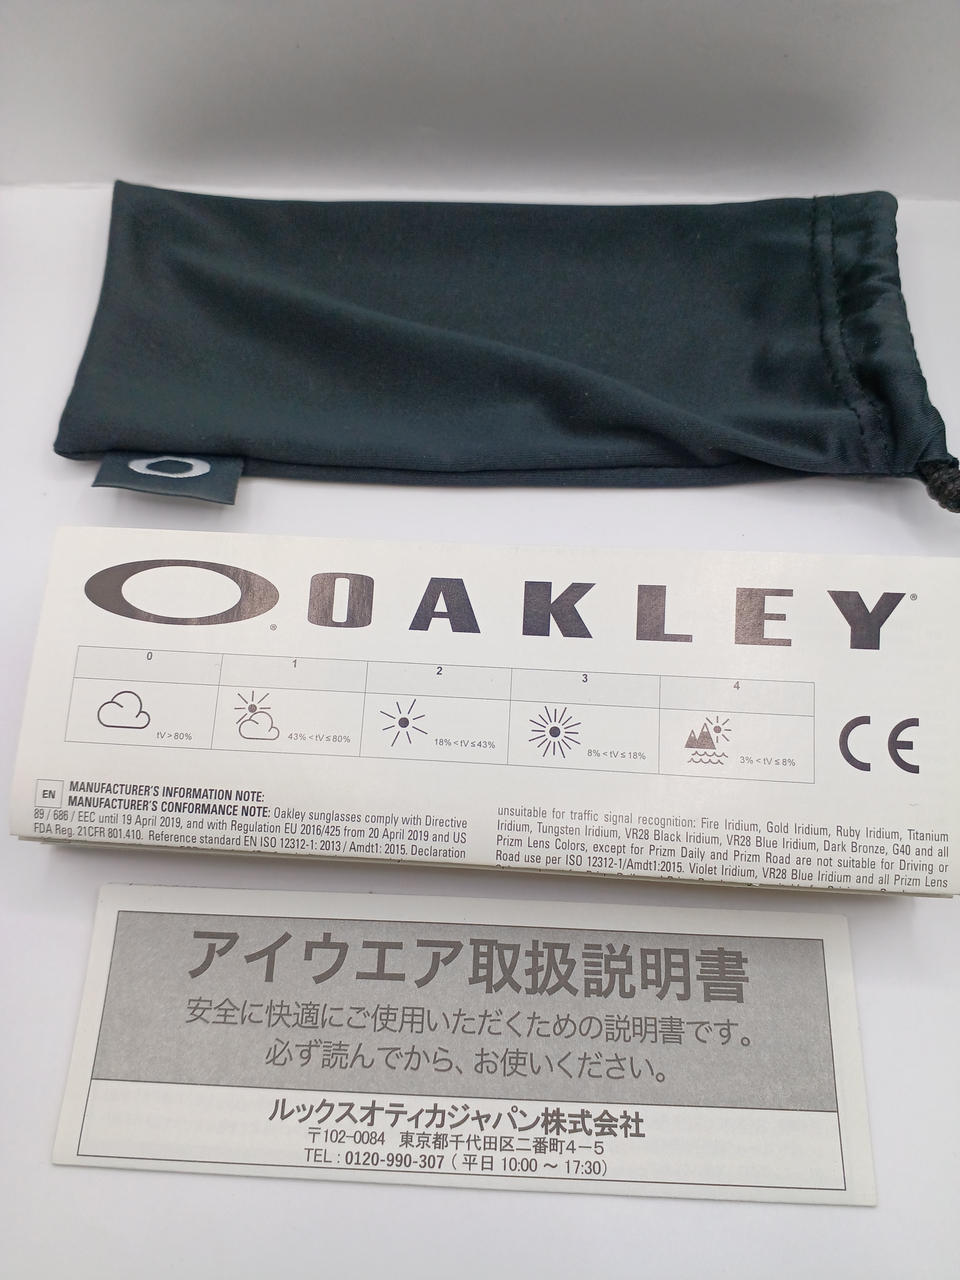 OAKLEY®
0 1 2 3 4
tV>80% 43%<tV≤80% 18%<tV≤43% 8%<tV≤18% 3%<tV≤8%
CE
EN MANUFACTURER'S INFORMATION NOTE:
MANUFACTURER'S CONFORMANCE NOTE: Oakley sunglasses comply with Directive
89 / 686 / EEC until 19 April 2019, and with Regulation EU 2016/425 from 20 April 2019 and US
FDA Reg. 21CFR 801.410. Reference standard EN ISO 12312-1: 2013 / Amdt1: 2015. Declaration
unsuitable for traffic signal recognition: Fire Iridium, Gold Iridium, Ruby Iridium, Titanium
Iridium, Tungsten Iridium, VR28 Black Iridium, VR28 Blue Iridium, Dark Bronze, G40 and all
Prizm Lens Colors, except for Prizm Daily and Prizm Road are not suitable for Driving or
Road use per ISO 12312-1/Amdt1:2015. Violet Iridium, VR28 Blue Iridium and all Prizm Lens
アイウエア取扱説明書
安全に快適にご使用いただくための説明書です。
必ず読んでから、お使いください。
ルックスオティカジャパン株式会社
〒102-0084 東京都千代田区二番町4-5
TEL : 0120-990-307 ( 平日 10:00 ～ 17:30)